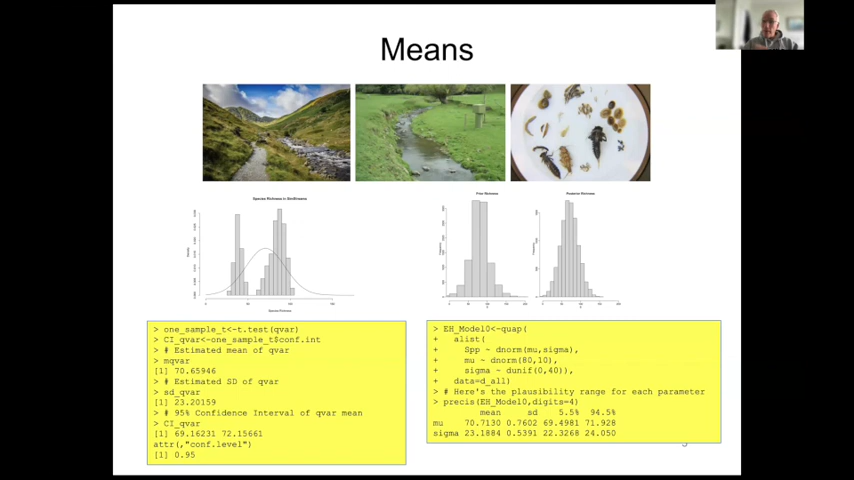 Means
Species Richness in SimStreams
Prior Richness
Posterior Richness
> one_sample_t<-t.test(qvar)
> CI_qvar<-one_sample_t$conf.int
> # Estimated mean of qvar
> mqvar
[1] 70.65946
> # Estimated SD of qvar
> sd_qvar
[1] 23.20159
> # 95% Confidence Interval of qvar mean
> CI_qvar
[1] 69.16231 72.15661
attr(,"conf.level")
[1] 0.95
> EH_Model0<-quap(
+ alist(
+ Spp ~ dnorm(mu,sigma),
+ mu ~ dnorm(80,10),
+ sigma ~ dunif(0,40)),
+ data=d_all)
> # Here's the plausibility range for each parameter
> precis(EH_Model0,digits=4)
mean sd 5.5% 94.5%
mu 70.7130 0.7602 69.4981 71.928
sigma 23.1884 0.5391 22.3268 24.050